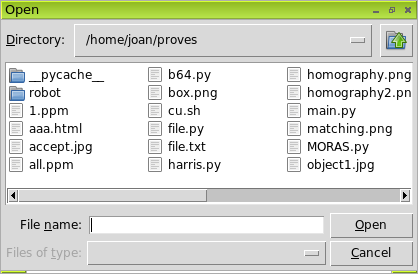 Open
Directory: /home/joan/proves
__pycache__ b64.py homography.png
robot box.png homography2.pn
1.ppm cu.sh main.py
aaa.html file.py matching.png
accept.jpg file.txt MORAS.py
all.ppm harris.py object1.jpg
File name: Open
Files of type: Cancel